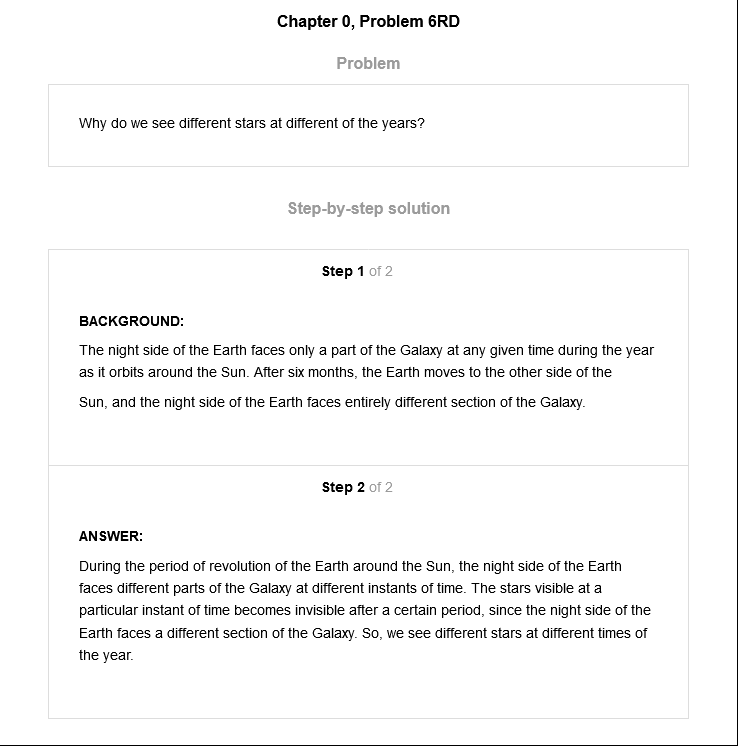 Chapter 0, Problem 6RD
Problem
Why do we see different stars at different of the years?
Step-by-step solution
Step 1 of 2
BACKGROUND:
The night side of the Earth faces only a part of the Galaxy at any given time during the year
as it orbits around the Sun. After six months, the Earth moves to the other side of the
Sun, and the night side of the Earth faces entirely different section of the Galaxy.
Step 2 of 2
ANSWER:
During the period of revolution of the Earth around the Sun, the night side of the Earth
faces different parts of the Galaxy at different instants of time. The stars visible at a
particular instant of time becomes invisible after a certain period, since the night side of the
Earth faces a different section of the Galaxy. So, we see different stars at different times of
the year.